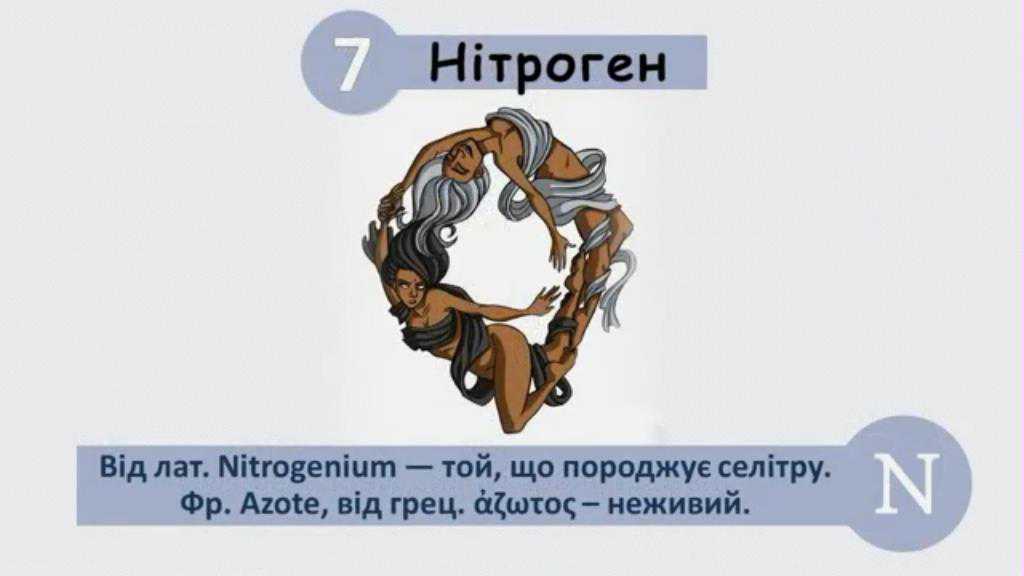 7 Нітроген
Від лат. Nitrogenium — той, що породжує селітру.
Фр. Azote, від грец. ἀζωτος – неживий.
N